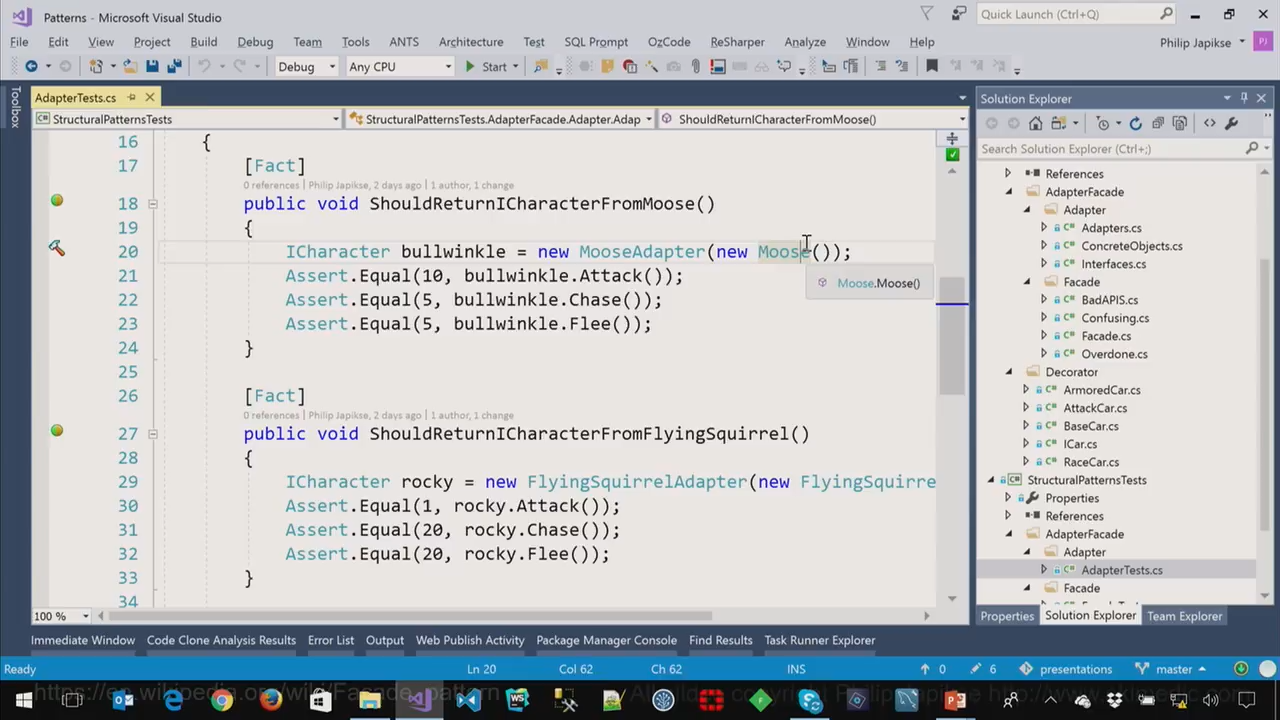 Patterns - Microsoft Visual Studio
Quick Launch (Ctrl+Q)
File Edit View Project Build Debug Team Tools ANTS Architecture Test SQL Prompt OzCode ReSharper Analyze Window Help
Philip Japikse PJ
Debug Any CPU Start
Toolbox
AdapterTests.cs
StructuralPatternsTests StructuralPatternsTests.AdapterFacade.Adapter.Adap ShouldReturnICharacterFromMoose()
16 {
17 [Fact]
0 references | Philip Japikse, 2 days ago | 1 author, 1 change
18 public void ShouldReturnICharacterFromMoose()
19 {
20 ICharacter bullwinkle = new MooseAdapter(new Moose());
21 Assert.Equal(10, bullwinkle.Attack());
Moose.Moose()
22 Assert.Equal(5, bullwinkle.Chase());
23 Assert.Equal(5, bullwinkle.Flee());
24 }
25
26 [Fact]
0 references | Philip Japikse, 2 days ago | 1 author, 1 change
27 public void ShouldReturnICharacterFromFlyingSquirrel()
28 {
29 ICharacter rocky = new FlyingSquirrelAdapter(new FlyingSquirre
30 Assert.Equal(1, rocky.Attack());
31 Assert.Equal(20, rocky.Chase());
32 Assert.Equal(20, rocky.Flee());
33 }
34
100 %
Solution Explorer
Search Solution Explorer (Ctrl+;)
References
AdapterFacade
Adapter
Adapters.cs
ConcreteObjects.cs
Interfaces.cs
Facade
BadAPIS.cs
Confusing.cs
Facade.cs
Overdone.cs
Decorator
ArmoredCar.cs
AttackCar.cs
BaseCar.cs
ICar.cs
RaceCar.cs
StructuralPatternsTests
Properties
References
AdapterFacade
Adapter
AdapterTests.cs
Facade
Properties Solution Explorer Team Explorer
Immediate Window Code Clone Analysis Results Error List Output Web Publish Activity Package Manager Console Find Results Task Runner Explorer
Ready Ln 20 Col 62 Ch 62 INS 0 6 presentations master
https://en.wikipedia.org/wiki/Facade_pattern